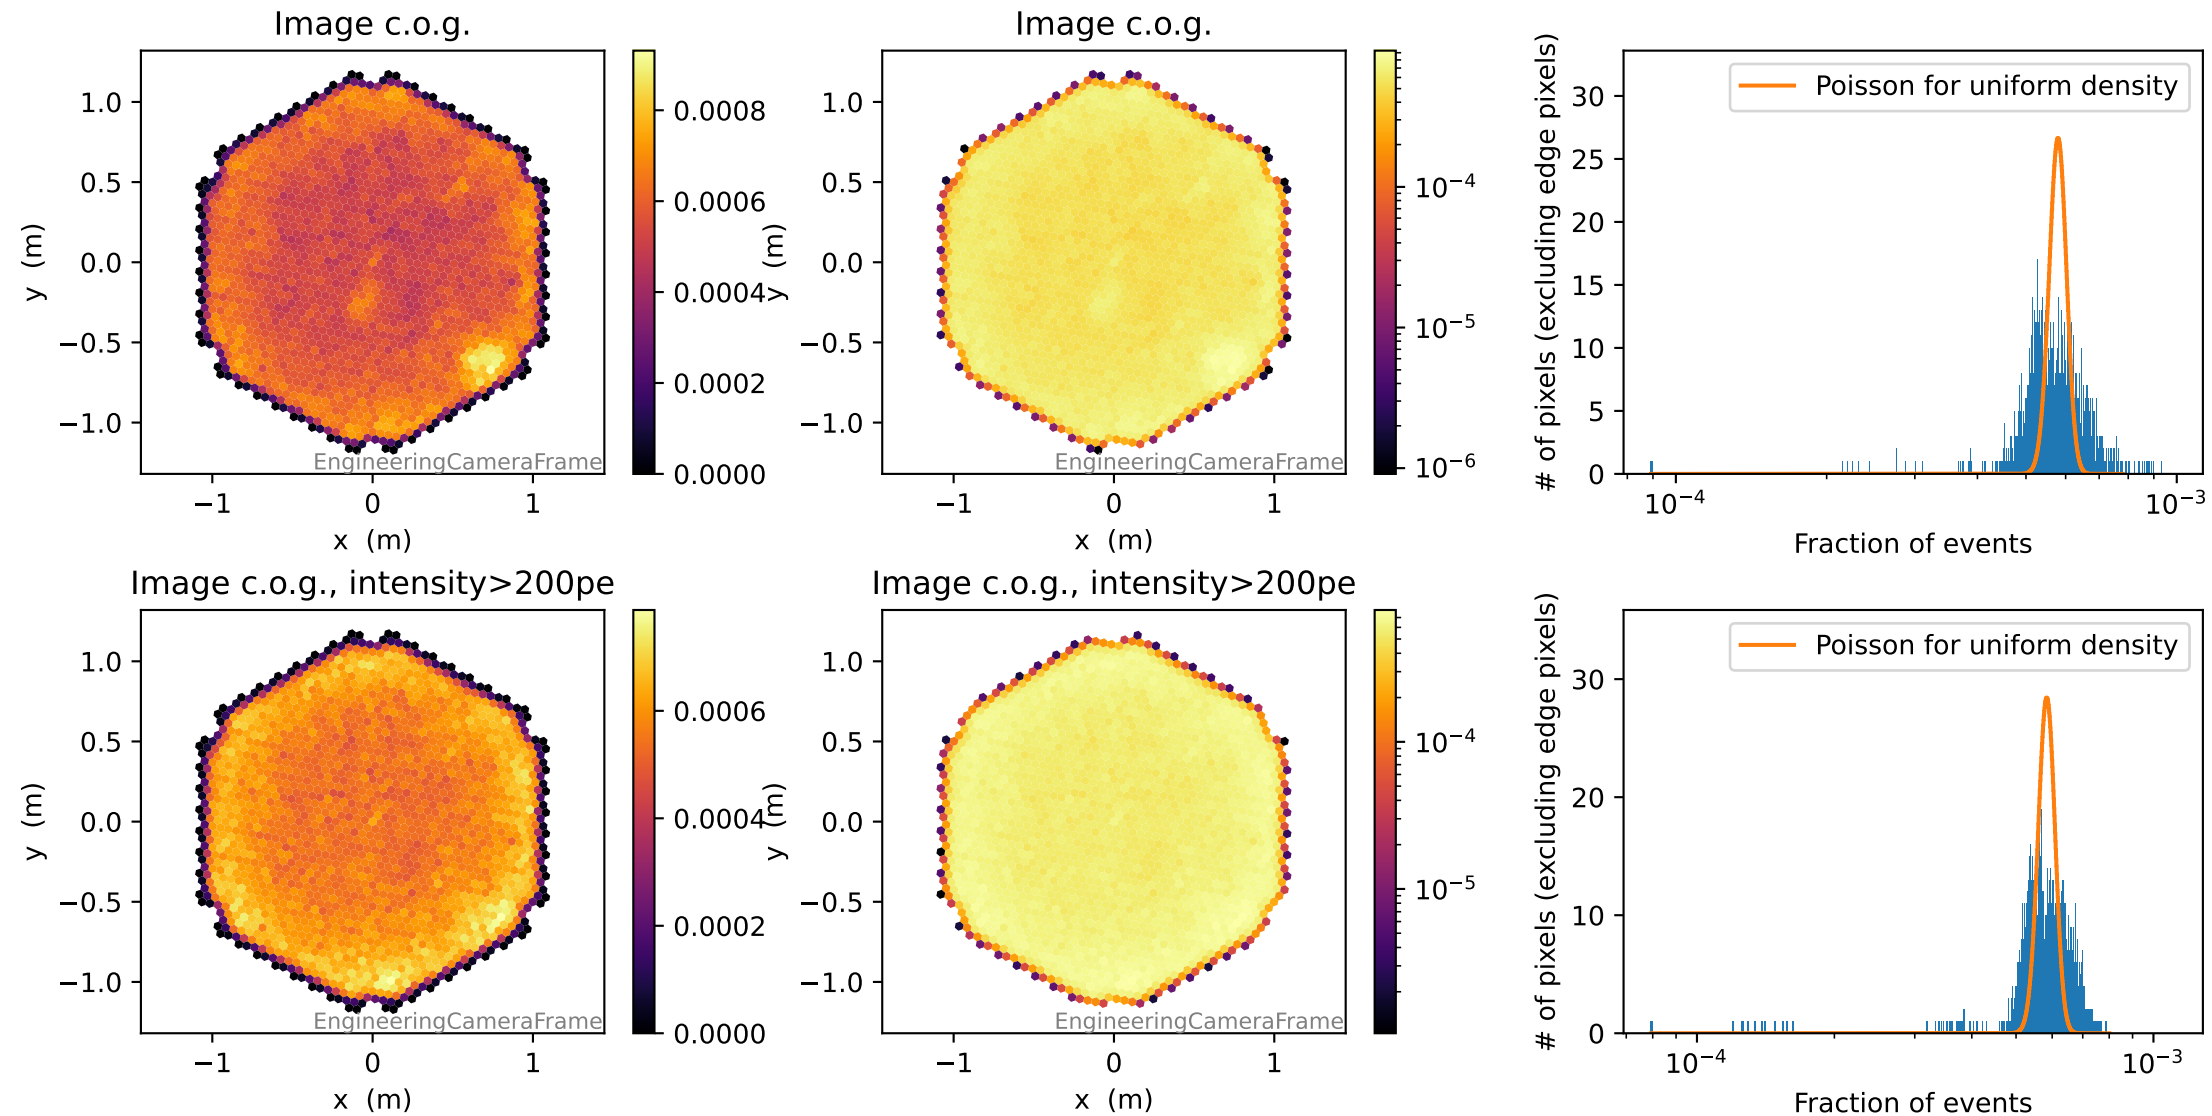 Image c.o.g.
1.0
0.5
0.0
−0.5
−1.0
y (m)
−1
0
1
x (m)
EngineeringCameraFrame
0.0008
0.0006
0.0004
0.0002
0.0000
Image c.o.g.
1.0
0.5
0.0
−0.5
−1.0
y (m)
−1
0
1
x (m)
EngineeringCameraFrame
10⁻⁴
10⁻⁵
10⁻⁶
# of pixels (excluding edge pixels)
30
25
20
15
10
5
0
Poisson for uniform density
10⁻⁴
10⁻³
Fraction of events
Image c.o.g., intensity>200pe
1.0
0.5
0.0
−0.5
−1.0
y (m)
−1
0
1
x (m)
EngineeringCameraFrame
0.0006
0.0004
0.0002
0.0000
Image c.o.g., intensity>200pe
1.0
0.5
0.0
−0.5
−1.0
y (m)
−1
0
1
x (m)
EngineeringCameraFrame
10⁻⁴
10⁻⁵
# of pixels (excluding edge pixels)
30
20
10
0
Poisson for uniform density
10⁻⁴
10⁻³
Fraction of events